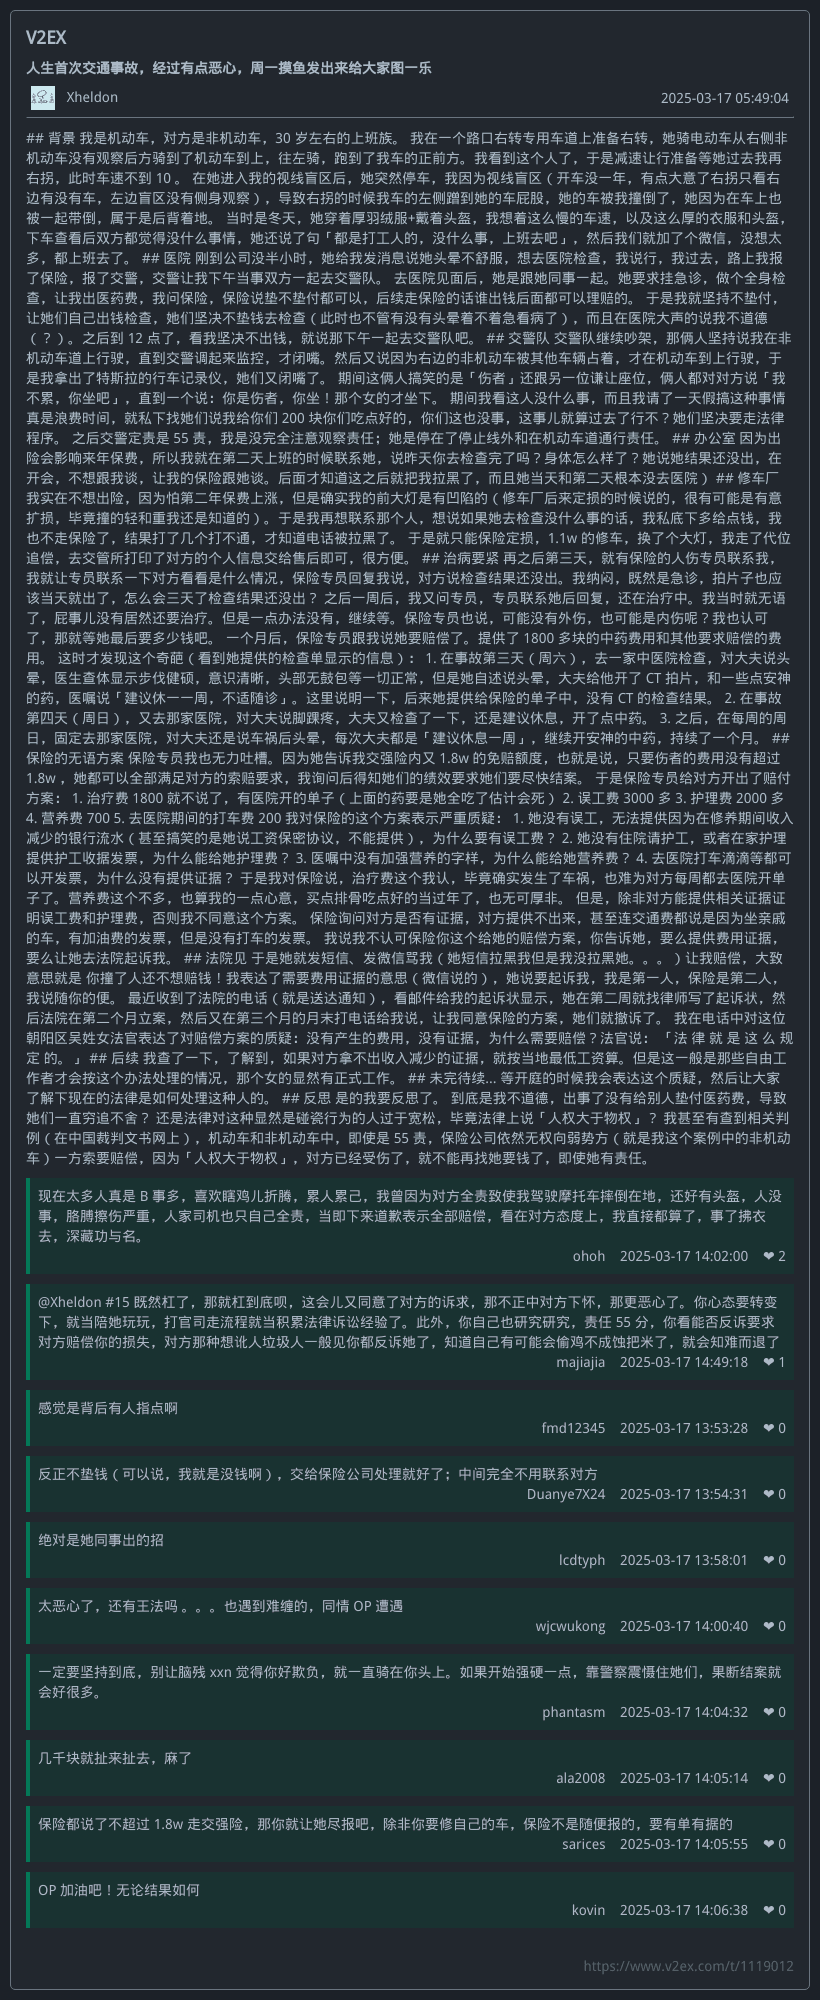 V2EX
人生首次交通事故，经过有点恶心，周一摸鱼发出来给大家图一乐
Xheldon 2025-03-17 05:49:04
## 背景 我是机动车，对方是非机动车，30 岁左右的上班族。 我在一个路口右转专用车道上准备右转，她骑电动车从右侧非
机动车没有观察后方骑到了机动车到上，往左骑，跑到了我车的正前方。我看到这个人了，于是减速让行准备等她过去我再
右拐，此时车速不到 10 。 在她进入我的视线盲区后，她突然停车，我因为视线盲区（开车没一年，有点大意了右拐只看右
边有没有车，左边盲区没有侧身观察），导致右拐的时候我车的左侧蹭到她的车屁股，她的车被我撞倒了，她因为在车上也
被一起带倒，属于是后背着地。 当时是冬天，她穿着厚羽绒服+戴着头盔，我想着这么慢的车速，以及这么厚的衣服和头盔，
下车查看后双方都觉得没什么事情，她还说了句「都是打工人的，没什么事，上班去吧」，然后我们就加了个微信，没想太
多，都上班去了。 ## 医院 刚到公司没半小时，她给我发消息说她头晕不舒服，想去医院检查，我说行，我过去，路上我报
了保险，报了交警，交警让我下午当事双方一起去交警队。 去医院见面后，她是跟她同事一起。她要求挂急诊，做个全身检
查，让我出医药费，我问保险，保险说垫不垫付都可以，后续走保险的话谁出钱后面都可以理赔的。 于是我就坚持不垫付，
让她们自己出钱检查，她们坚决不垫钱去检查（此时也不管有没有头晕着不着急看病了），而且在医院大声的说我不道德
（？）。之后到 12 点了，看我坚决不出钱，就说那下午一起去交警队吧。 ## 交警队 交警队继续吵架，那俩人坚持说我在非
机动车道上行驶，直到交警调起来监控，才闭嘴。然后又说因为右边的非机动车被其他车辆占着，才在机动车到上行驶，于
是我拿出了特斯拉的行车记录仪，她们又闭嘴了。 期间这俩人搞笑的是「伤者」还跟另一位谦让座位，俩人都对对方说「我
不累，你坐吧」，直到一个说：你是伤者，你坐！那个女的才坐下。 期间我看这人没什么事，而且我请了一天假搞这种事情
真是浪费时间，就私下找她们说我给你们 200 块你们吃点好的，你们这也没事，这事儿就算过去了行不？她们坚决要走法律
程序。 之后交警定责是 55 责，我是没完全注意观察责任；她是停在了停止线外和在机动车道通行责任。 ## 办公室 因为出
险会影响来年保费，所以我就在第二天上班的时候联系她，说昨天你去检查完了吗？身体怎么样了？她说她结果还没出，在
开会，不想跟我谈，让我的保险跟她谈。后面才知道这之后就把我拉黑了，而且她当天和第二天根本没去医院） ## 修车厂
我实在不想出险，因为怕第二年保费上涨，但是确实我的前大灯是有凹陷的（修车厂后来定损的时候说的，很有可能是有意
扩损，毕竟撞的轻和重我还是知道的）。于是我再想联系那个人，想说如果她去检查没什么事的话，我私底下多给点钱，我
也不走保险了，结果打了几个打不通，才知道电话被拉黑了。 于是就只能保险定损，1.1w 的修车，换了个大灯，我走了代位
追偿，去交管所打印了对方的个人信息交给售后即可，很方便。 ## 治病要紧 再之后第三天，就有保险的人伤专员联系我，
我就让专员联系一下对方看看是什么情况，保险专员回复我说，对方说检查结果还没出。我纳闷，既然是急诊，拍片子也应
该当天就出了，怎么会三天了检查结果还没出？ 之后一周后，我又问专员，专员联系她后回复，还在治疗中。我当时就无语
了，屁事儿没有居然还要治疗。但是一点办法没有，继续等。保险专员也说，可能没有外伤，也可能是内伤呢？我也认可
了，那就等她最后要多少钱吧。 一个月后，保险专员跟我说她要赔偿了。提供了 1800 多块的中药费用和其他要求赔偿的费
用。 这时才发现这个奇葩（看到她提供的检查单显示的信息）： 1. 在事故第三天（周六），去一家中医院检查，对大夫说头
晕，医生查体显示步伐健硕，意识清晰，头部无鼓包等一切正常，但是她自述说头晕，大夫给他开了 CT 拍片，和一些点安神
的药，医嘱说「建议休一一周，不适随诊」。这里说明一下，后来她提供给保险的单子中，没有 CT 的检查结果。 2. 在事故
第四天（周日），又去那家医院，对大夫说脚踝疼，大夫又检查了一下，还是建议休息，开了点中药。 3. 之后，在每周的周
日，固定去那家医院，对大夫还是说车祸后头晕，每次大夫都是「建议休息一周」，继续开安神的中药，持续了一个月。 ##
保险的无语方案 保险专员我也无力吐槽。因为她告诉我交强险内又 1.8w 的免赔额度，也就是说，只要伤者的费用没有超过
1.8w ，她都可以全部满足对方的索赔要求，我询问后得知她们的绩效要求她们要尽快结案。 于是保险专员给对方开出了赔付
方案： 1. 治疗费 1800 就不说了，有医院开的单子（上面的药要是她全吃了估计会死） 2. 误工费 3000 多 3. 护理费 2000 多
4. 营养费 700 5. 去医院期间的打车费 200 我对保险的这个方案表示严重质疑： 1. 她没有误工，无法提供因为在修养期间收入
减少的银行流水（甚至搞笑的是她说工资保密协议，不能提供），为什么要有误工费？ 2. 她没有住院请护工，或者在家护理
提供护工收据发票，为什么能给她护理费？ 3. 医嘱中没有加强营养的字样，为什么能给她营养费？ 4. 去医院打车滴滴等都可
以开发票，为什么没有提供证据？ 于是我对保险说，治疗费这个我认，毕竟确实发生了车祸，也难为对方每周都去医院开单
子了。营养费这个不多，也算我的一点心意，买点排骨吃点好的当过年了，也无可厚非。 但是，除非对方能提供相关证据证
明误工费和护理费，否则我不同意这个方案。 保险询问对方是否有证据，对方提供不出来，甚至连交通费都说是因为坐亲戚
的车，有加油费的发票，但是没有打车的发票。 我说我不认可保险你这个给她的赔偿方案，你告诉她，要么提供费用证据，
要么让她去法院起诉我。 ## 法院见 于是她就发短信、发微信骂我（她短信拉黑我但是我没拉黑她。。。）让我赔偿，大致
意思就是 你撞了人还不想赔钱！我表达了需要费用证据的意思（微信说的），她说要起诉我，我是第一人，保险是第二人，
我说随你的便。 最近收到了法院的电话（就是送达通知），看邮件给我的起诉状显示，她在第二周就找律师写了起诉状，然
后法院在第二个月立案，然后又在第三个月的月末打电话给我说，让我同意保险的方案，她们就撤诉了。 我在电话中对这位
朝阳区吴姓女法官表达了对赔偿方案的质疑：没有产生的费用，没有证据，为什么需要赔偿？法官说： 「法 律 就 是 这 么 规
定 的。 」## 后续 我查了一下，了解到，如果对方拿不出收入减少的证据，就按当地最低工资算。但是这一般是那些自由工
作者才会按这个办法处理的情况，那个女的显然有正式工作。 ## 未完待续... 等开庭的时候我会表达这个质疑，然后让大家
了解下现在的法律是如何处理这种人的。 ## 反思 是的我要反思了。 到底是我不道德，出事了没有给别人垫付医药费，导致
她们一直穷追不舍？ 还是法律对这种显然是碰瓷行为的人过于宽松，毕竟法律上说「人权大于物权」？ 我甚至有查到相关判
例（在中国裁判文书网上），机动车和非机动车中，即使是 55 责，保险公司依然无权向弱势方（就是我这个案例中的非机动
车）一方索要赔偿，因为「人权大于物权」，对方已经受伤了，就不能再找她要钱了，即使她有责任。
现在太多人真是 B 事多，喜欢瞎鸡儿折腾，累人累己，我曾因为对方全责致使我驾驶摩托车摔倒在地，还好有头盔，人没
事，胳膊擦伤严重，人家司机也只自己全责，当即下来道歉表示全部赔偿，看在对方态度上，我直接都算了，事了拂衣
去，深藏功与名。
ohoh 2025-03-17 14:02:00 ❤ 2
@Xheldon #15 既然杠了，那就杠到底呗，这会儿又同意了对方的诉求，那不正中对方下怀，那更恶心了。你心态要转变
下，就当陪她玩玩，打官司走流程就当积累法律诉讼经验了。此外，你自己也研究研究，责任 55 分，你看能否反诉要求
对方赔偿你的损失，对方那种想讹人垃圾人一般见你都反诉她了，知道自己有可能会偷鸡不成蚀把米了，就会知难而退了
majiajia 2025-03-17 14:49:18 ❤ 1
感觉是背后有人指点啊
fmd12345 2025-03-17 13:53:28 ❤ 0
反正不垫钱（可以说，我就是没钱啊），交给保险公司处理就好了；中间完全不用联系对方
Duanye7X24 2025-03-17 13:54:31 ❤ 0
绝对是她同事出的招
lcdtyph 2025-03-17 13:58:01 ❤ 0
太恶心了，还有王法吗 。。。也遇到难缠的，同情 OP 遭遇
wjcwukong 2025-03-17 14:00:40 ❤ 0
一定要坚持到底，别让脑残 xxn 觉得你好欺负，就一直骑在你头上。如果开始强硬一点，靠警察震慑住她们，果断结案就
会好很多。
phantasm 2025-03-17 14:04:32 ❤ 0
几千块就扯来扯去，麻了
ala2008 2025-03-17 14:05:14 ❤ 0
保险都说了不超过 1.8w 走交强险，那你就让她尽报吧，除非你要修自己的车，保险不是随便报的，要有单有据的
sarices 2025-03-17 14:05:55 ❤ 0
OP 加油吧！无论结果如何
kovin 2025-03-17 14:06:38 ❤ 0
https://www.v2ex.com/t/1119012